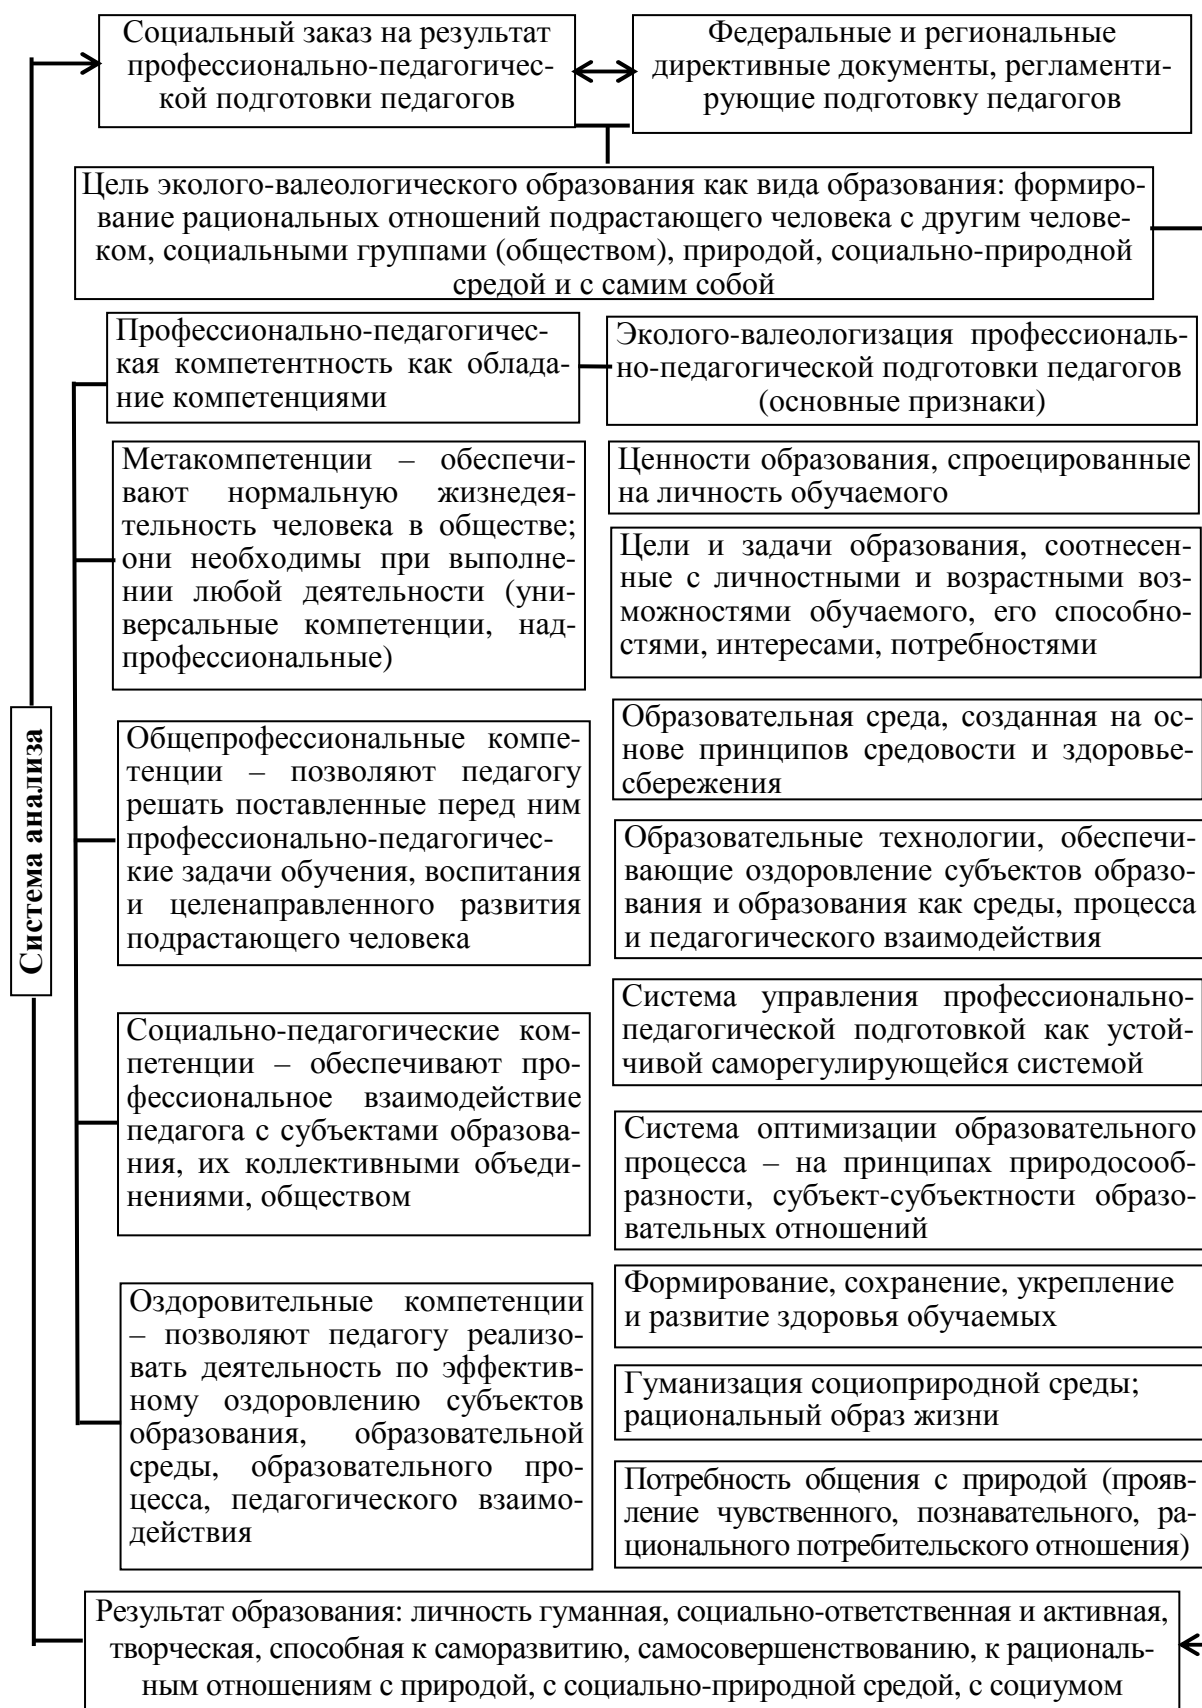 Социальный заказ на результат
профессионально-педагогичес-
кой подготовки педагогов
Федеральные и региональные
директивные документы, регламенти-
рующие подготовку педагогов
Цель эколого-валеологического образования как вида образования: формиро-
вание рациональных отношений подрастающего человека с другим челове-
ком, социальными группами (обществом), природой, социально-природной
средой и с самим собой
Профессионально-педагогичес-
кая компетентность как облада-
ние компетенциями
Эколого-валеологизация профессиональ-
но-педагогической подготовки педагогов
(основные признаки)
Метакомпетенции – обеспечи-
вают нормальную жизнедея-
тельность человека в обществе;
они необходимы при выполне-
нии любой деятельности (уни-
версальные компетенции, над-
профессиональные)
Общепрофессиональные компе-
тенции – позволяют педагогу
решать поставленные перед ним
профессионально-педагогичес-
кие задачи обучения, воспитания
и целенаправленного развития
подрастающего человека
Социально-педагогические ком-
петенции – обеспечивают про-
фессиональное взаимодействие
педагога с субъектами образова-
ния, их коллективными объеди-
нениями, обществом
Оздоровительные компетенции
– позволяют педагогу реализо-
вать деятельность по эффектив-
ному оздоровлению субъектов
образования, образовательной
среды, образовательного про-
цесса, педагогического взаимо-
действия
Ценности образования, спроецированные
на личность обучаемого
Цели и задачи образования, соотнесен-
ные с личностными и возрастными воз-
можностями обучаемого, его способно-
стями, интересами, потребностями
Образовательная среда, созданная на ос-
нове принципов средовости и здоровье-
сбережения
Образовательные технологии, обеспечи-
вающие оздоровление субъектов образо-
вания и образования как среды, процесса
и педагогического взаимодействия
Система управления профессионально-
педагогической подготовкой как устой-
чивой саморегулирующейся системой
Система оптимизации образовательного
процесса – на принципах природосооб-
разности, субъект-субъектности образо-
вательных отношений
Формирование, сохранение, укрепление
и развитие здоровья обучаемых
Гуманизация социоприродной среды;
рациональный образ жизни
Потребность общения с природой (прояв-
ление чувственного, познавательного, ра-
ционального потребительского отношения)
Система анализа
Результат образования: личность гуманная, социально-ответственная и активная,
творческая, способная к саморазвитию, самосовершенствованию, к рациональ-
ным отношениям с природой, с социально-природной средой, с социумом